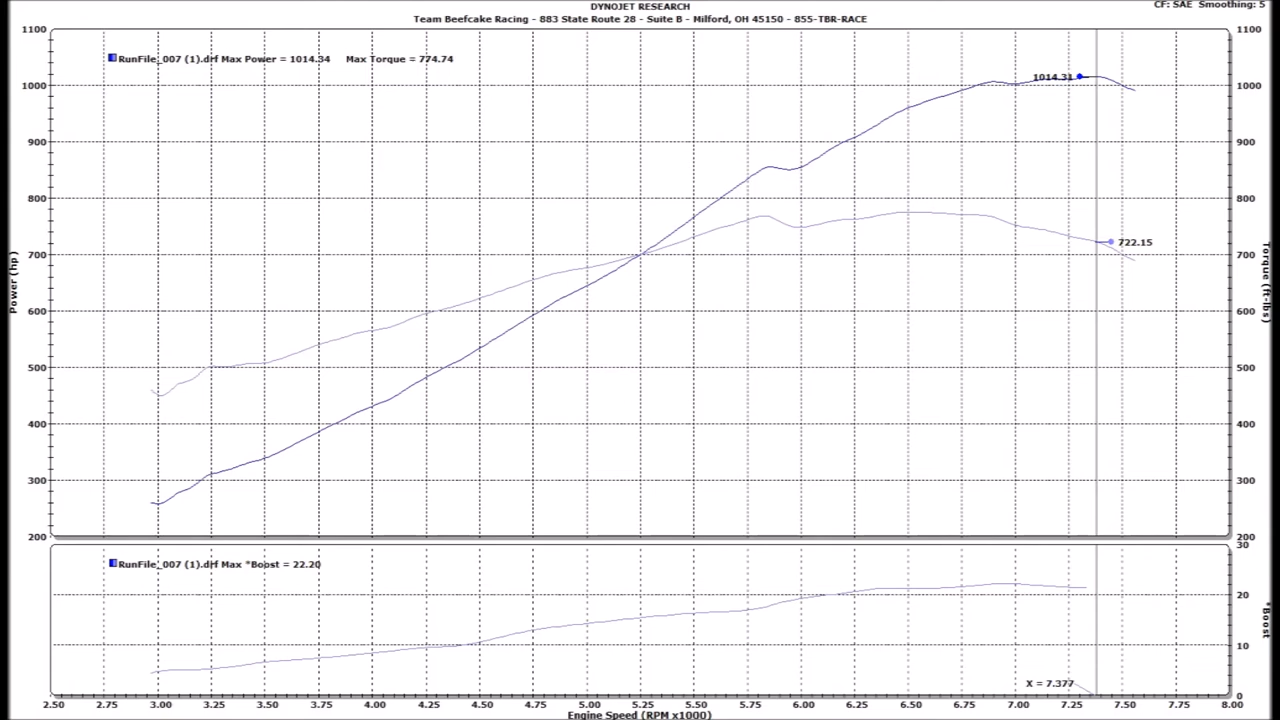 DYNOJET RESEARCH
CF: SAE Smoothing: 5
Team Beefcake Racing - 883 State Route 28 - Suite B - Milford, OH 45150 - 855-TBR-RACE
RunFile_007 (1).drf Max Power = 1014.34 Max Torque = 774.74
1100
1000
900
800
700
600
500
400
300
200
Power (hp)
1014.31
722.15
1100
1000
900
800
700
600
500
400
300
200
Torque (ft-lbs)
RunFile_007 (1).drf Max *Boost = 22.20
30
20
10
0
*Boost
X = 7.377
2.50 2.75 3.00 3.25 3.50 3.75 4.00 4.25 4.50 4.75 5.00 5.25 5.50 5.75 6.00 6.25 6.50 6.75 7.00 7.25 7.50 7.75 8.00
Engine Speed (RPM x1000)